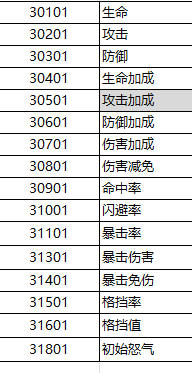 30101 生命
30201 攻击
30301 防御
30401 生命加成
30501 攻击加成
30601 防御加成
30701 伤害加成
30801 伤害减免
30901 命中率
31001 闪避率
31101 暴击率
31301 暴击伤害
31401 暴击免伤
31501 格挡率
31601 格挡值
31801 初始怒气